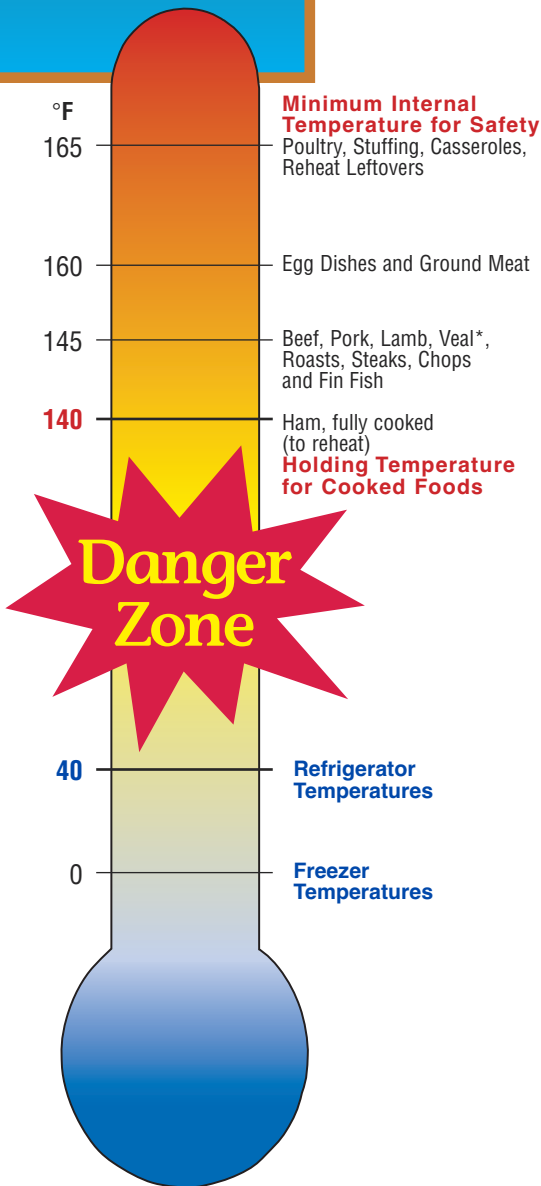 °F
Minimum Internal
Temperature for Safety
165
Poultry, Stuffing, Casseroles,
Reheat Leftovers
160
Egg Dishes and Ground Meat
145
Beef, Pork, Lamb, Veal*,
Roasts, Steaks, Chops
and Fin Fish
140
Ham, fully cooked
(to reheat)
Holding Temperature
for Cooked Foods
Danger
Zone
40
Refrigerator
Temperatures
0
Freezer
Temperatures